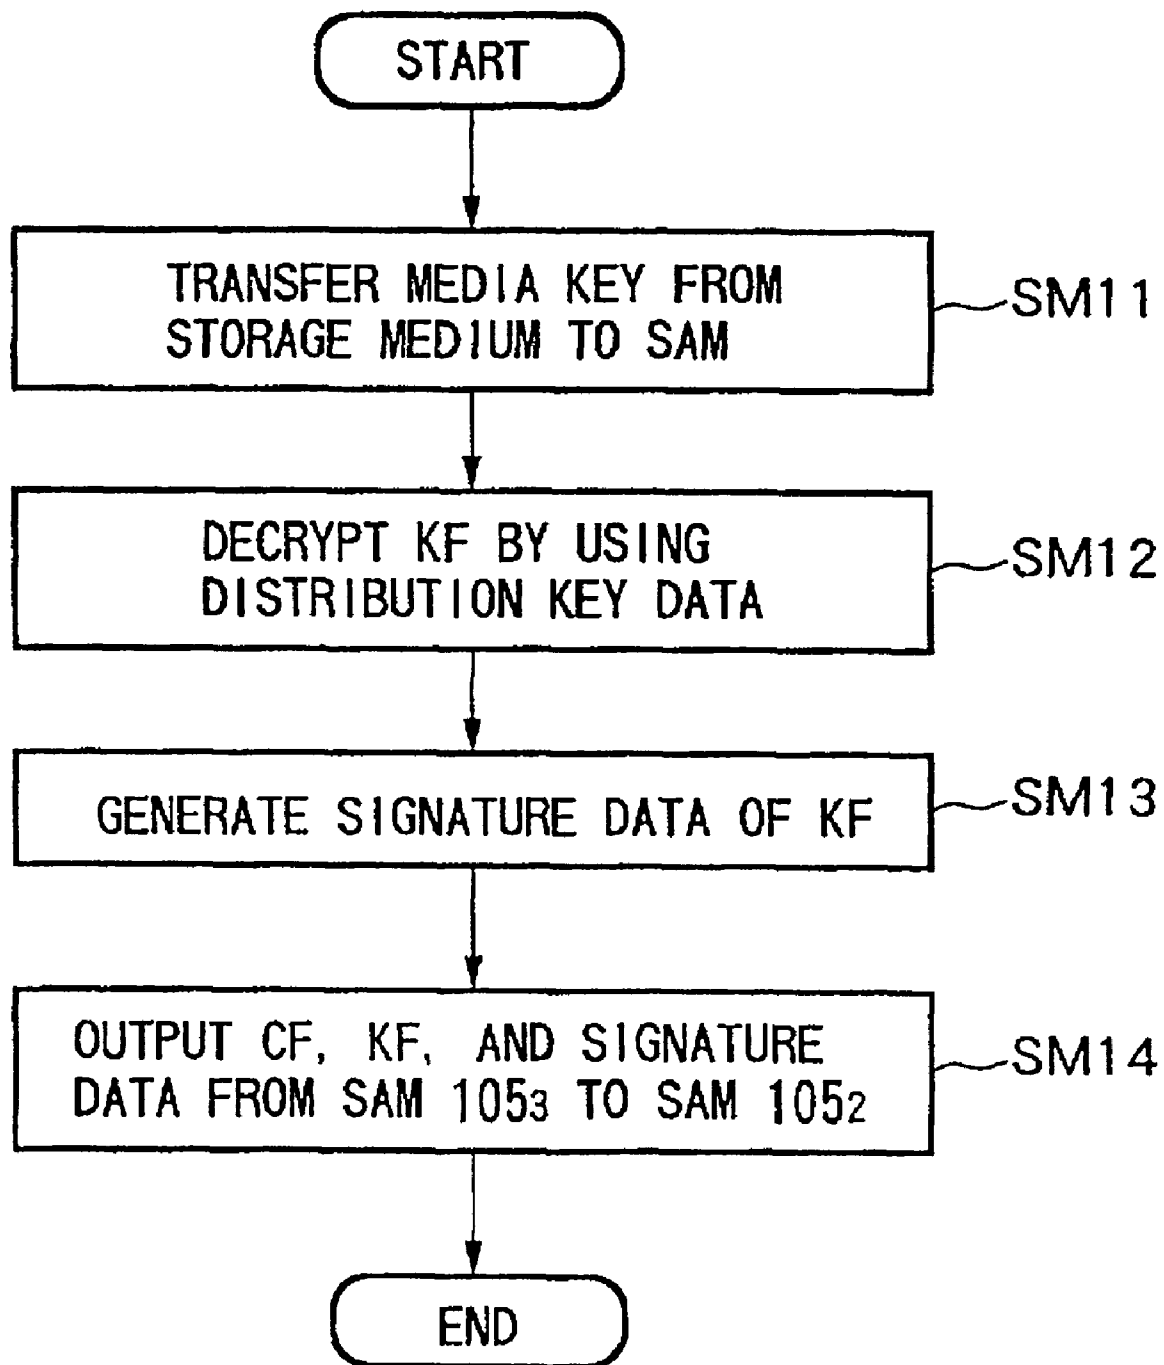 START
TRANSFER MEDIA KEY FROM
STORAGE MEDIUM TO SAM
SM11
DECRYPT KF BY USING
DISTRIBUTION KEY DATA
SM12
GENERATE SIGNATURE DATA OF KF
SM13
OUTPUT CF, KF, AND SIGNATURE
DATA FROM SAM 105₃ TO SAM 105₂
SM14
END